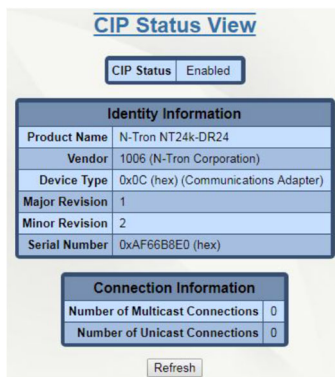 CIP Status View
CIP Status Enabled
Identity Information
Product Name N-Tron NT24k-DR24
Vendor 1006 (N-Tron Corporation)
Device Type 0x0C (hex) (Communications Adapter)
Major Revision 1
Minor Revision 2
Serial Number 0xAF66B8E0 (hex)
Connection Information
Number of Multicast Connections 0
Number of Unicast Connections 0
Refresh